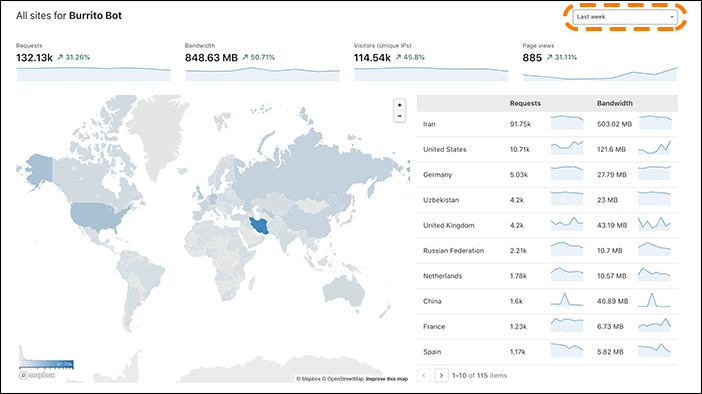 All sites for Burrito Bot
Last week
Requests
132.13k 31.26%
Bandwidth
848.63 MB 50.71%
Visitors (Unique IPs)
114.54k 45.8%
Page views
885 31.11%
+
−
Requests Bandwidth
Iran 91.75k 503.02 MB
United States 10.71k 121.6 MB
Germany 5.03k 27.79 MB
Uzbekistan 4.2k 23 MB
United Kingdom 4.2k 43.19 MB
Russian Federation 2.21k 10.7 MB
Netherlands 1.78k 10.57 MB
China 1.6k 46.89 MB
France 1.23k 6.73 MB
Spain 1.17k 5.82 MB
mapbox
© Mapbox © OpenStreetMap Improve this map
1–10 of 115 items